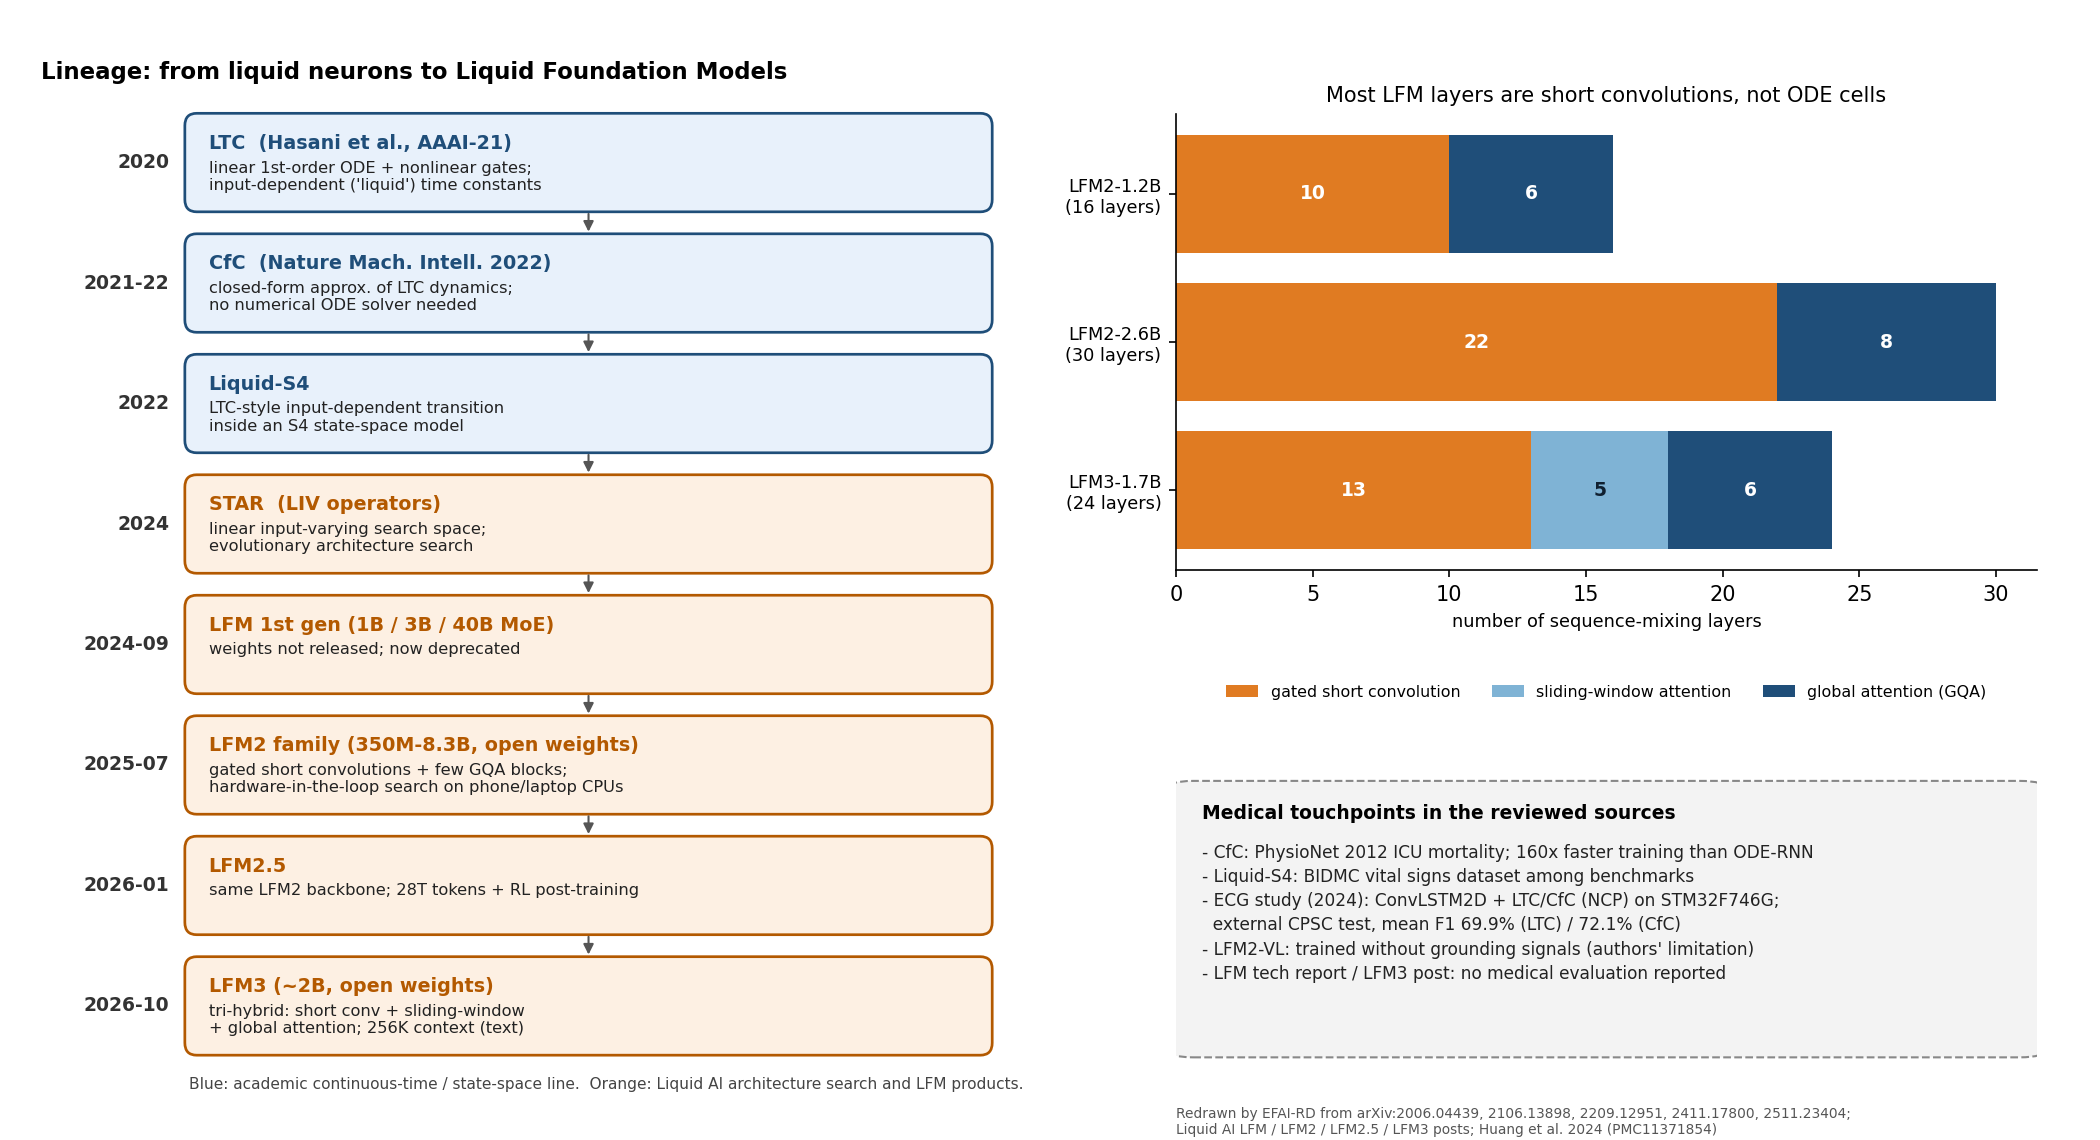 Lineage: from liquid neurons to Liquid Foundation Models
2020
LTC (Hasani et al., AAAI-21)
linear 1st-order ODE + nonlinear gates;
input-dependent ('liquid') time constants
2021-22
CfC (Nature Mach. Intell. 2022)
closed-form approx. of LTC dynamics;
no numerical ODE solver needed
2022
Liquid-S4
LTC-style input-dependent transition
inside an S4 state-space model
2024
STAR (LIV operators)
linear input-varying search space;
evolutionary architecture search
2024-09
LFM 1st gen (1B / 3B / 40B MoE)
weights not released; now deprecated
2025-07
LFM2 family (350M-8.3B, open weights)
gated short convolutions + few GQA blocks;
hardware-in-the-loop search on phone/laptop CPUs
2026-01
LFM2.5
same LFM2 backbone; 28T tokens + RL post-training
2026-10
LFM3 (~2B, open weights)
tri-hybrid: short conv + sliding-window
+ global attention; 256K context (text)
Blue: academic continuous-time / state-space line. Orange: Liquid AI architecture search and LFM products.
Most LFM layers are short convolutions, not ODE cells
LFM2-1.2B
(16 layers)
10
6
LFM2-2.6B
(30 layers)
22
8
LFM3-1.7B
(24 layers)
13
5
6
0 5 10 15 20 25 30
number of sequence-mixing layers
gated short convolution sliding-window attention global attention (GQA)
Medical touchpoints in the reviewed sources
- CfC: PhysioNet 2012 ICU mortality; 160x faster training than ODE-RNN
- Liquid-S4: BIDMC vital signs dataset among benchmarks
- ECG study (2024): ConvLSTM2D + LTC/CfC (NCP) on STM32F746G;
external CPSC test, mean F1 69.9% (LTC) / 72.1% (CfC)
- LFM2-VL: trained without grounding signals (authors' limitation)
- LFM tech report / LFM3 post: no medical evaluation reported
Redrawn by EFAI-RD from arXiv:2006.04439, 2106.13898, 2209.12951, 2411.17800, 2511.23404;
Liquid AI LFM / LFM2 / LFM2.5 / LFM3 posts; Huang et al. 2024 (PMC11371854)